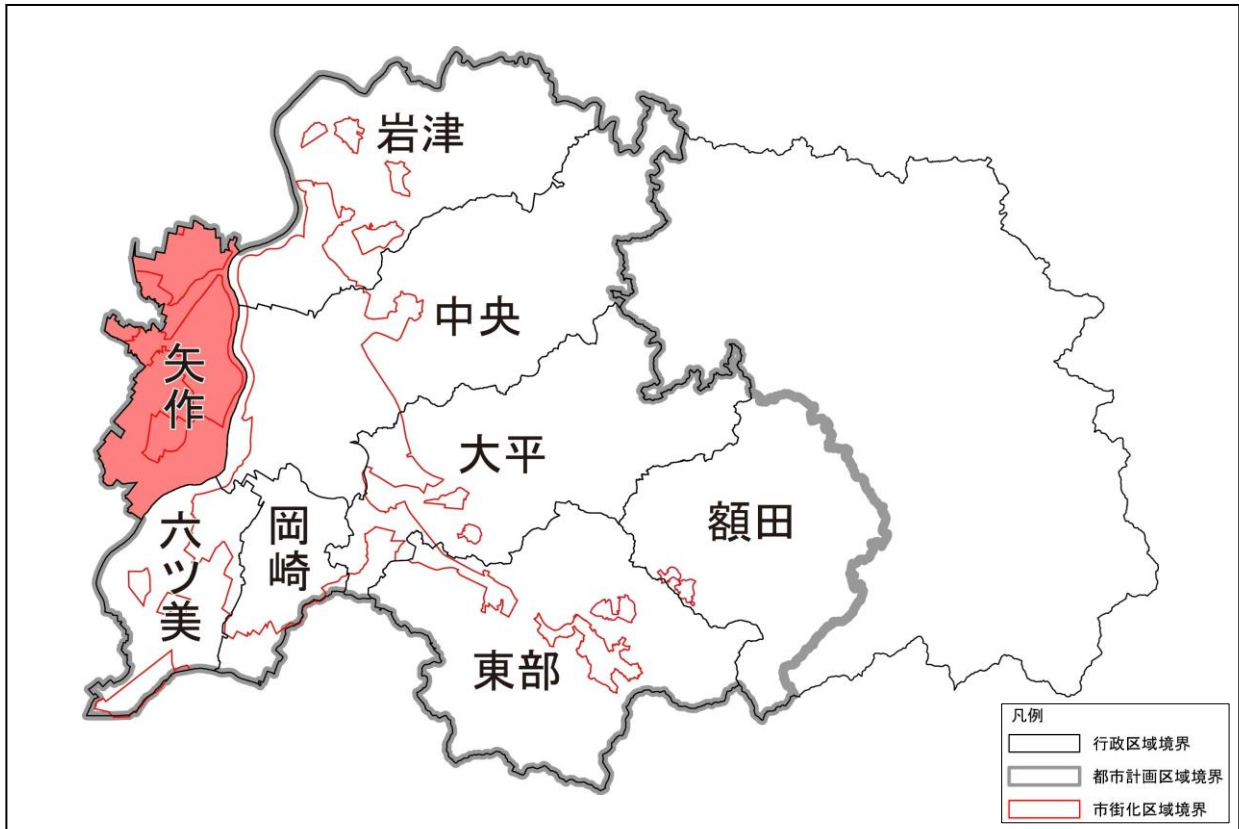 岩津
中央
矢作
大平
額田
岡崎
六ツ美
東部
凡例
行政区域境界
都市計画区域境界
市街化区域境界